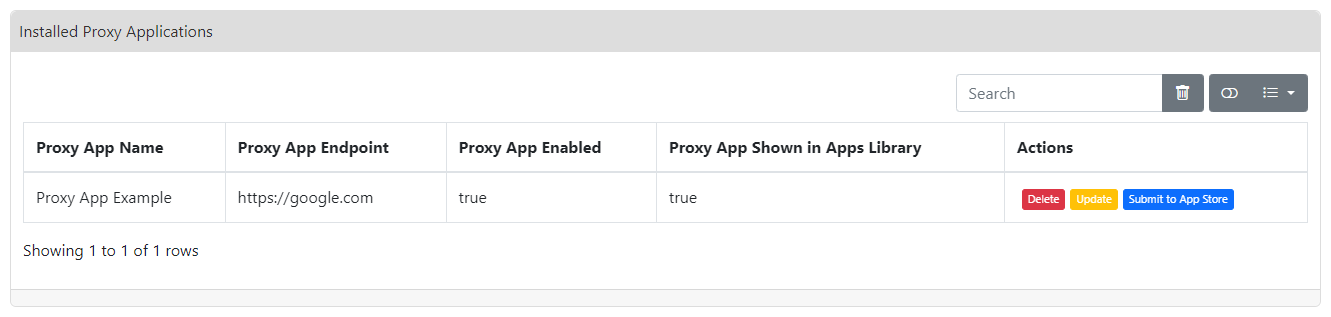 Installed Proxy Applications
Search
Proxy App Name Proxy App Endpoint Proxy App Enabled Proxy App Shown in Apps Library Actions
Proxy App Example https://google.com true true Delete Update Submit to App Store
Showing 1 to 1 of 1 rows